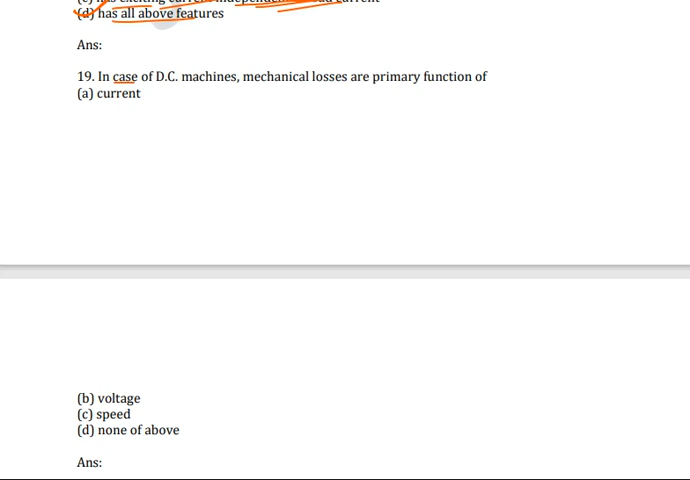 (d) has all above features
Ans:
19. In case of D.C. machines, mechanical losses are primary function of
(a) current
(b) voltage
(c) speed
(d) none of above
Ans: